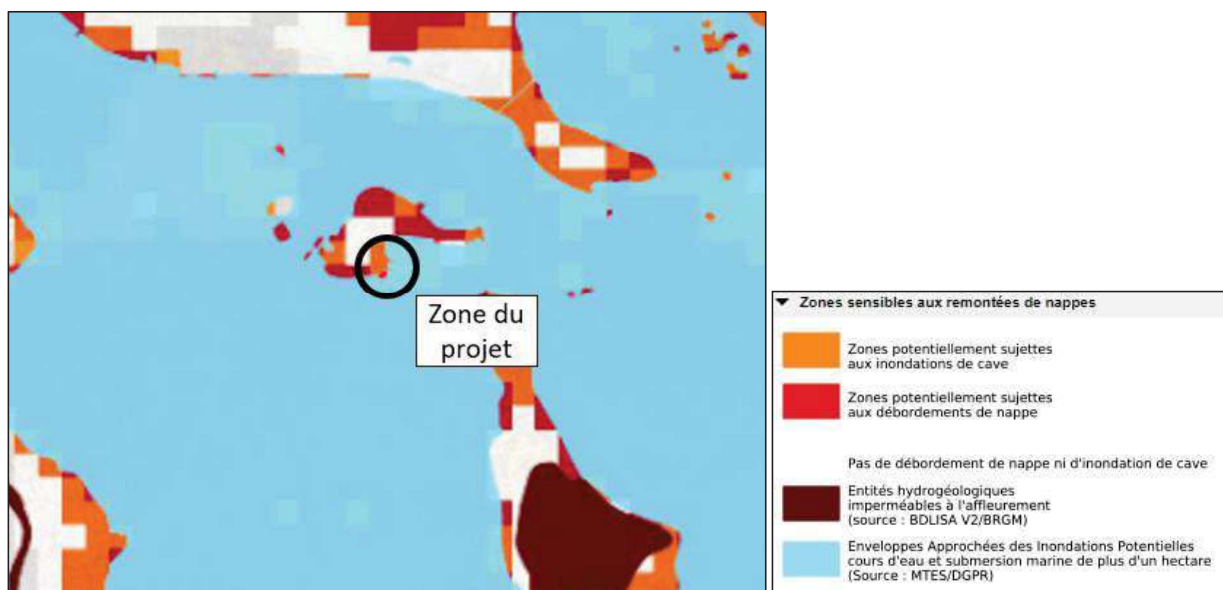 Zone du
projet
Zones sensibles aux remontées de nappes
Zones potentiellement sujettes
aux inondations de cave
Zones potentiellement sujettes
aux débordements de nappe
Pas de débordement de nappe ni d'inondation de cave
Entités hydrogéologiques
imperméables à l'affleurement
(source : BDLISA V2/BRGM)
Enveloppes Approchées des Inondations Potentielles
cours d'eau et submersion marine de plus d'un hectare
(Source : MTES/DGPR)